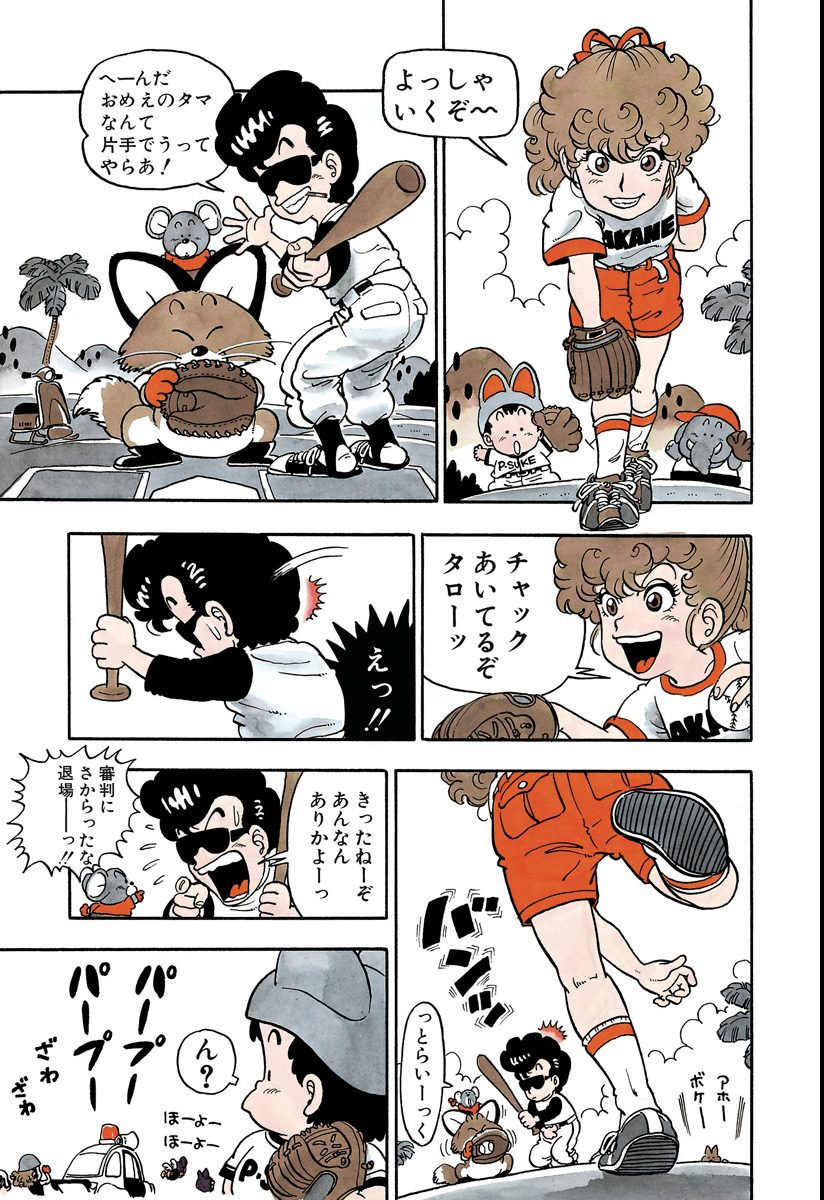 よっしゃ
いくぞ〜〜
AKANE
P.SUKE
へーんだ
おめえのタマ
なんて
片手でうって
やらあ!
チャック
あいてるぞ
タローッ
AKANE
えっ!!
バンッ
っとらいーっく
アホー
ボケー
きったねーぞ
あんなん
ありかよーっ
審判に
さからったな
退場——っ!!
パープー
パープー
ん?
ざわ
ざわ
ほーよー
ほーよー
P.S